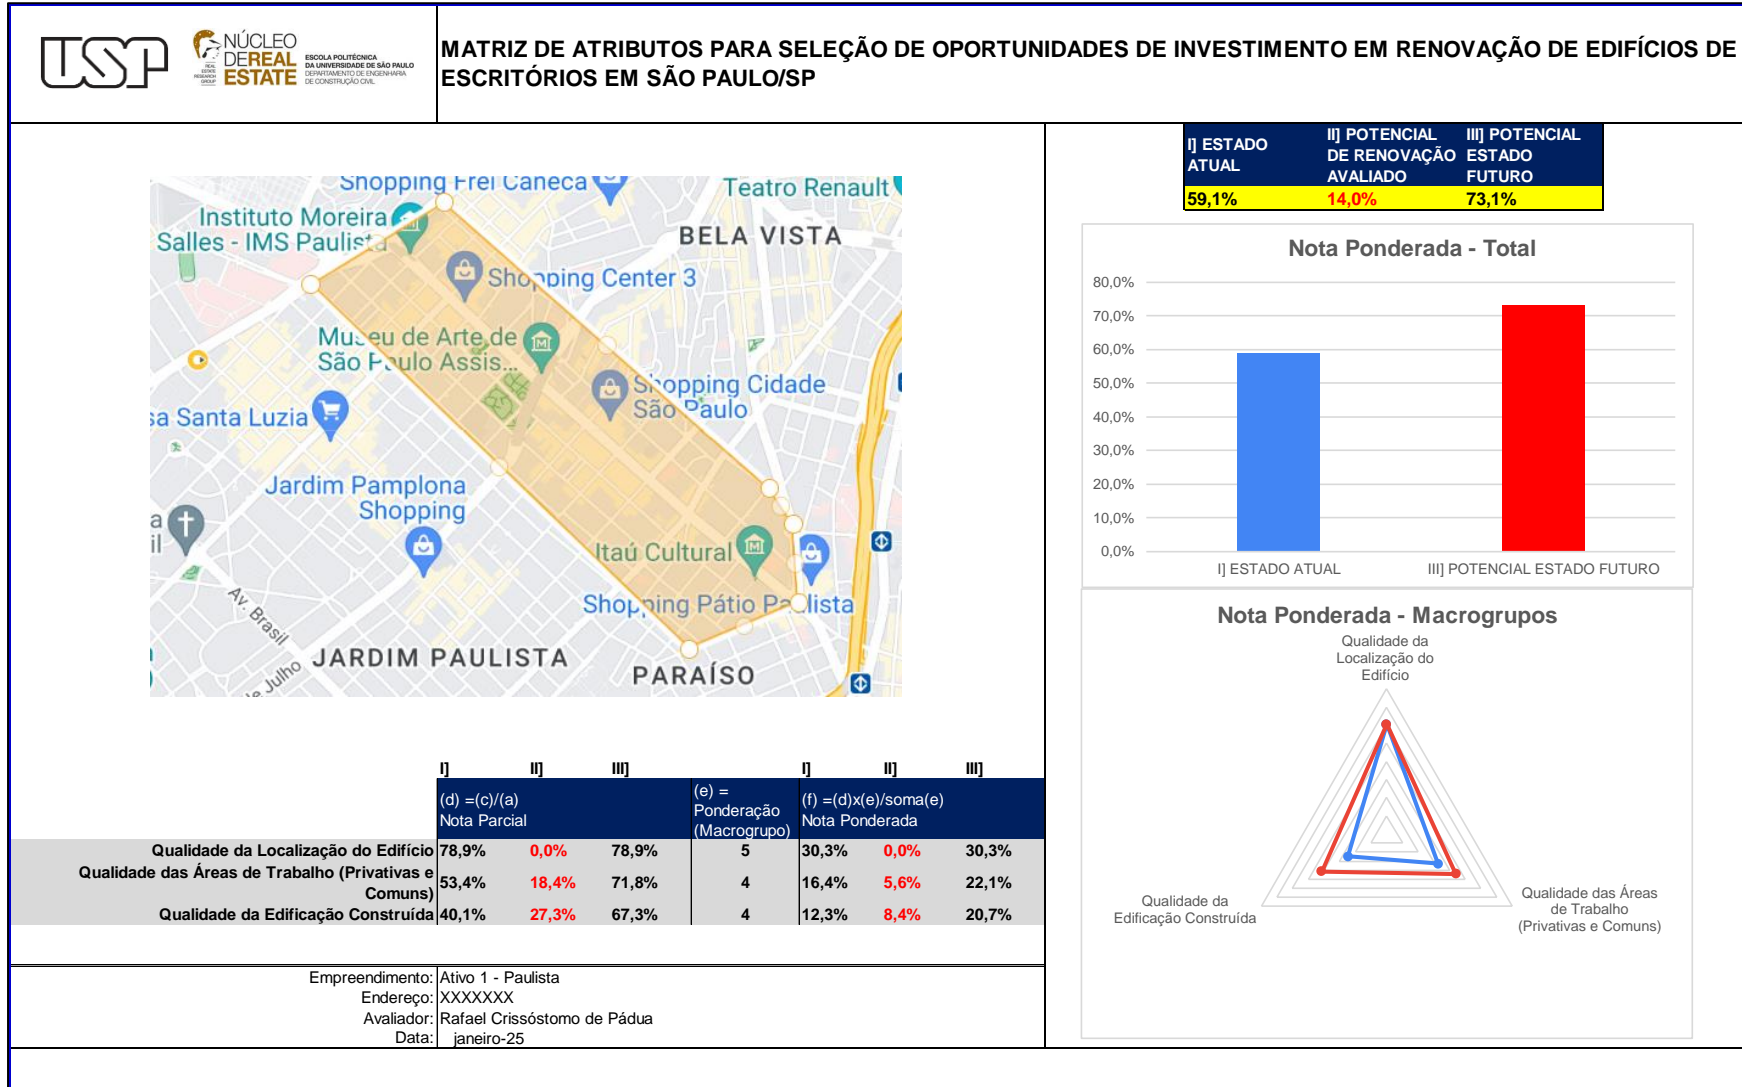 USP
NÚCLEO
DEREAL
ESTATE
REAL
ESTATE
RESEARCH
GROUP
ESCOLA POLITÉCNICA
DA UNIVERSIDADE DE SÃO PAULO
DEPARTAMENTO DE ENGENHARIA
DE CONSTRUÇÃO CIVIL
MATRIZ DE ATRIBUTOS PARA SELEÇÃO DE OPORTUNIDADES DE INVESTIMENTO EM RENOVAÇÃO DE EDIFÍCIOS DE
ESCRITÓRIOS EM SÃO PAULO/SP
Shopping Frei Caneca
Teatro Renault
Instituto Moreira
Salles - IMS Paulista
BELA VISTA
Shopping Center 3
Museu de Arte de
São Paulo Assis...
Shopping Cidade
São Paulo
sa Santa Luzia
Jardim Pamplona
Shopping
a
il
Itaú Cultural
Shopping Pátio Paulista
Av. Brasil
JARDIM PAULISTA
PARAÍSO
de Julho
I] II] III] I] II] III]
(d) =(c)/(a)
Nota Parcial
(e) =
Ponderação
(Macrogrupo)
(f) =(d)x(e)/soma(e)
Nota Ponderada
Qualidade da Localização do Edifício 78,9% 0,0% 78,9% 5 30,3% 0,0% 30,3%
Qualidade das Áreas de Trabalho (Privativas e
Comuns) 53,4% 18,4% 71,8% 4 16,4% 5,6% 22,1%
Qualidade da Edificação Construída 40,1% 27,3% 67,3% 4 12,3% 8,4% 20,7%
Empreendimento: Ativo 1 - Paulista
Endereço: XXXXXXX
Avaliador: Rafael Crissóstomo de Pádua
Data: janeiro-25
I] ESTADO
ATUAL
II] POTENCIAL
DE RENOVAÇÃO
AVALIADO
III] POTENCIAL
ESTADO
FUTURO
59,1% 14,0% 73,1%
Nota Ponderada - Total
80,0%
70,0%
60,0%
50,0%
40,0%
30,0%
20,0%
10,0%
0,0%
I] ESTADO ATUAL III] POTENCIAL ESTADO FUTURO
Nota Ponderada - Macrogrupos
Qualidade da
Localização do
Edifício
Qualidade das Áreas
de Trabalho
(Privativas e Comuns)
Qualidade da
Edificação Construída